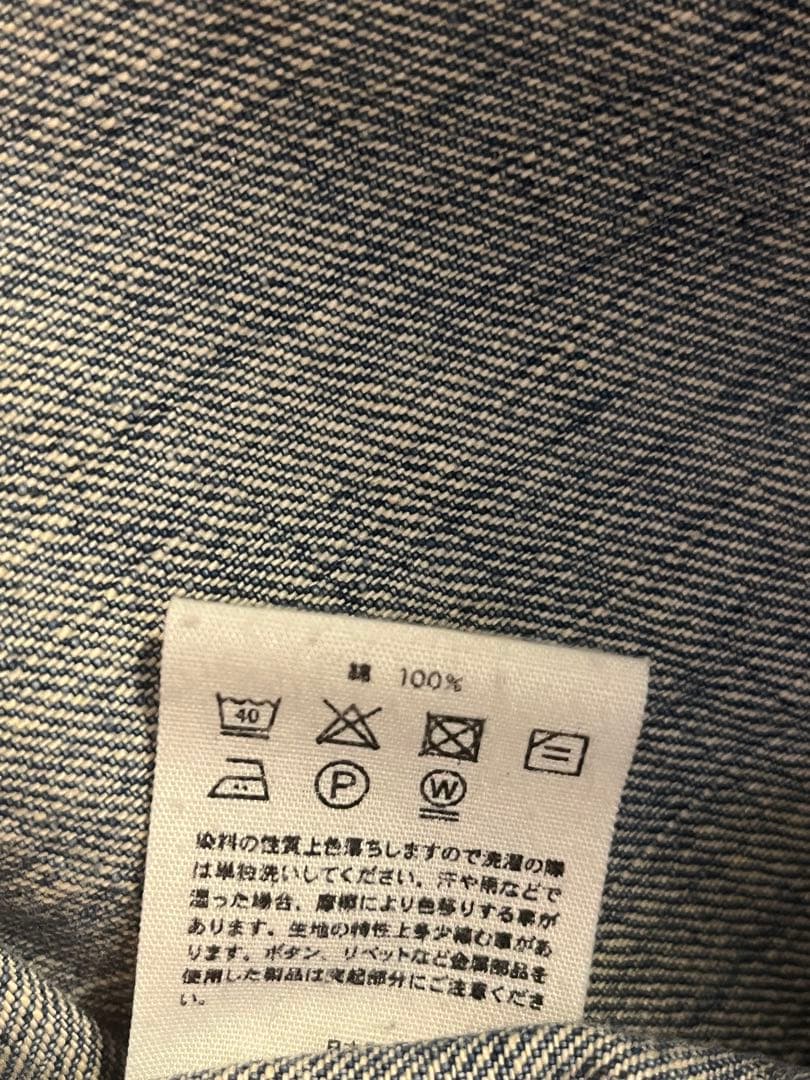 綿 100%
40
P W
染料の性質上色落ちしますので洗濯の際
は単独洗いしてください。汗や雨などで
湿った場合、摩擦により色移りする事が
あります。生地の特性上多少縮む事があ
ります。ボタン、リベットなど金属部品を
使用した製品は突起部分にご注意くださ
い。
日本